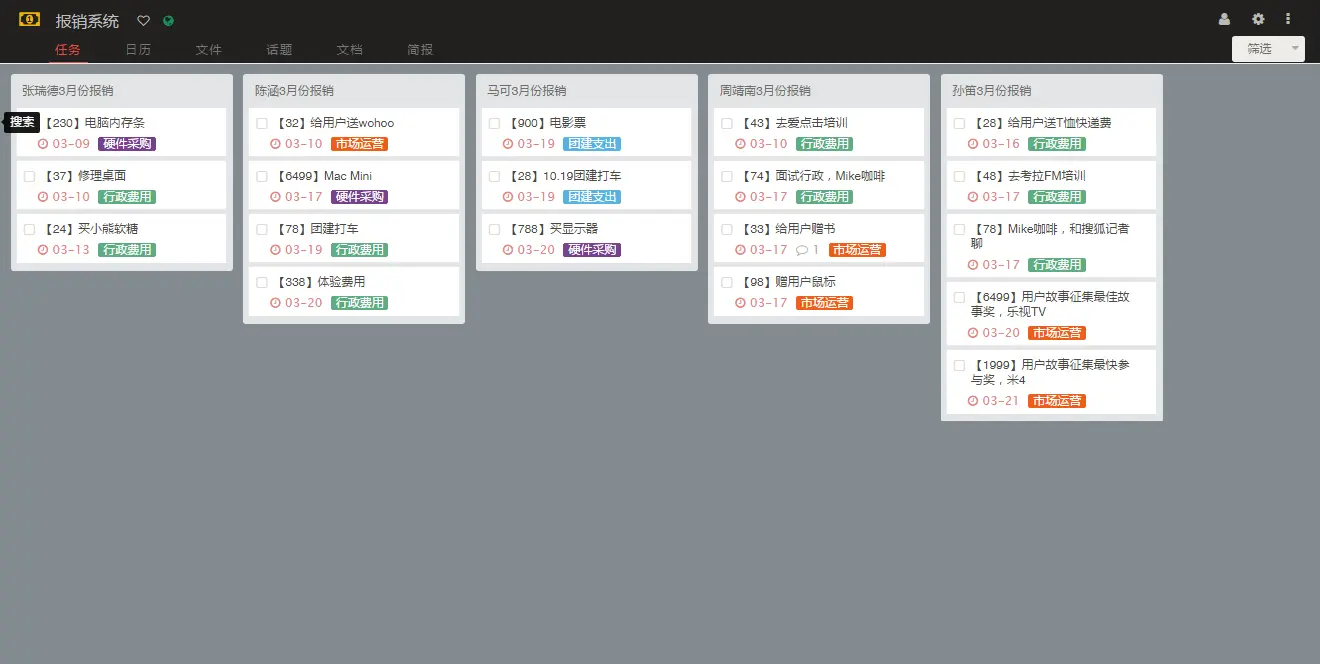 报销系统
任务 日历 文件 话题 文档 简报
筛选
张瑞德3月份报销
搜索
【230】电脑内存条
03-09 硬件采购
【37】修理桌面
03-10 行政费用
【24】买小熊软糖
03-13 行政费用
陈涵3月份报销
【32】给用户送wohoo
03-10 市场运营
【6499】Mac Mini
03-17 硬件采购
【78】团建打车
03-19 行政费用
【338】体验费用
03-20 行政费用
马可3月份报销
【900】电影票
03-19 团建支出
【28】10.19团建打车
03-19 团建支出
【788】买显示器
03-20 硬件采购
周靖南3月份报销
【43】去爱点击培训
03-10 行政费用
【74】面试行政，Mike咖啡
03-17 行政费用
【33】给用户赠书
03-17 1 市场运营
【98】赠用户鼠标
03-17 市场运营
孙笛3月份报销
【28】给用户送T恤快递费
03-16 行政费用
【48】去考拉FM培训
03-17 行政费用
【78】Mike咖啡，和搜狐记者
聊
03-17 行政费用
【6499】用户故事征集最佳故
事奖，乐视TV
03-20 市场运营
【1999】用户故事征集最快参
与奖，米4
03-21 市场运营